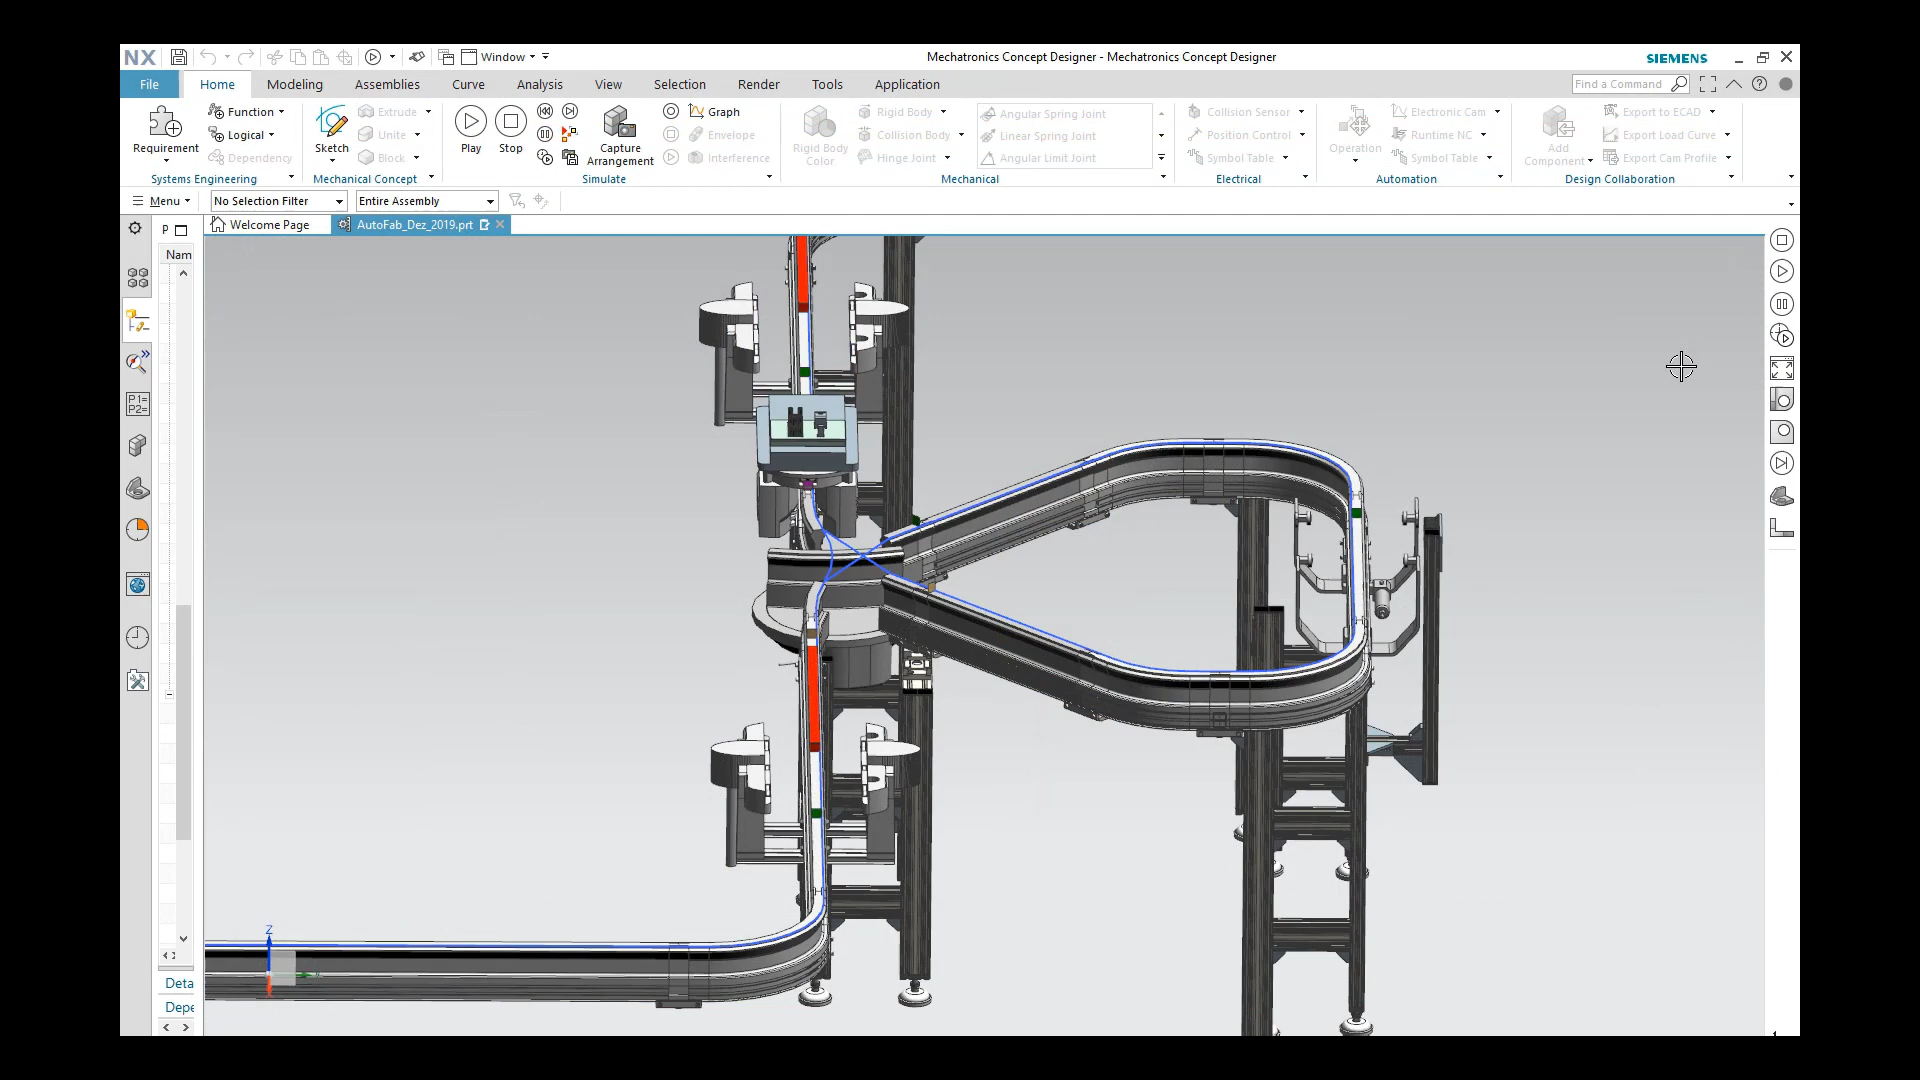 NX Window Mechatronics Concept Designer - Mechatronics Concept Designer SIEMENS
File Home Modeling Assemblies Curve Analysis View Selection Render Tools Application Find a Command
Requirement
Function
Logical
Dependency
Systems Engineering
Sketch
Extrude
Unite
Block
Mechanical Concept
Play
Stop
Capture
Arrangement
Graph
Envelope
Interference
Simulate
Rigid Body
Color
Rigid Body
Collision Body
Hinge Joint
Angular Spring Joint
Linear Spring Joint
Angular Limit Joint
Mechanical
Collision Sensor
Position Control
Symbol Table
Electrical
Operation
Electronic Cam
Runtime NC
Symbol Table
Automation
Add
Component
Export to ECAD
Export Load Curve
Export Cam Profile
Design Collaboration
Menu No Selection Filter Entire Assembly
P Welcome Page AutoFab_Dez_2019.prt
Nam
P1=
P2=
Z
Deta
Depe